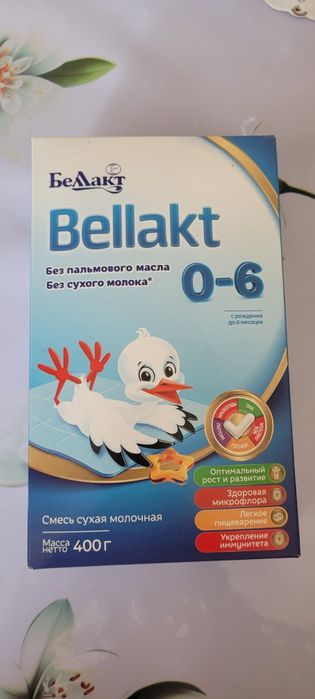 Беллакт
Bellakt
Без пальмового масла
Без сухого молока*
0-6
с рождения
до 6 месяцев
Оптимальный
рост и развитие
Здоровая
микрофлора
Легкое
пищеварение
Укрепление
иммунитета
Смесь сухая молочная
Масса
нетто 400 г